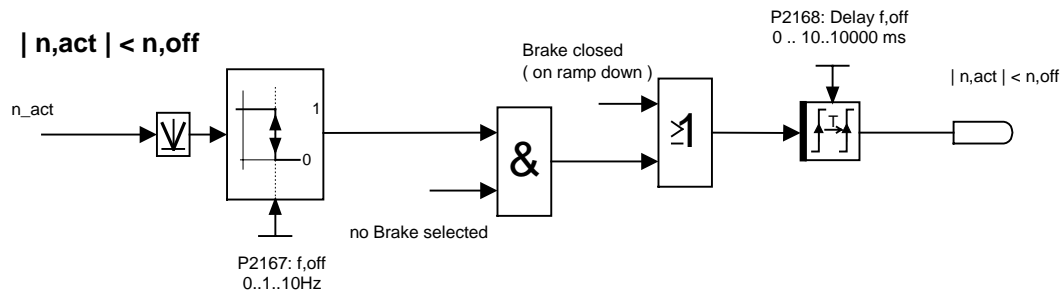 | n,act | < n,off
P2168: Delay f,off
0 .. 10..10000 ms
Brake closed
( on ramp down )
| n,act | < n,off
n_act
1
0
&
≥1
T
no Brake selected
P2167: f,off
0..1..10Hz